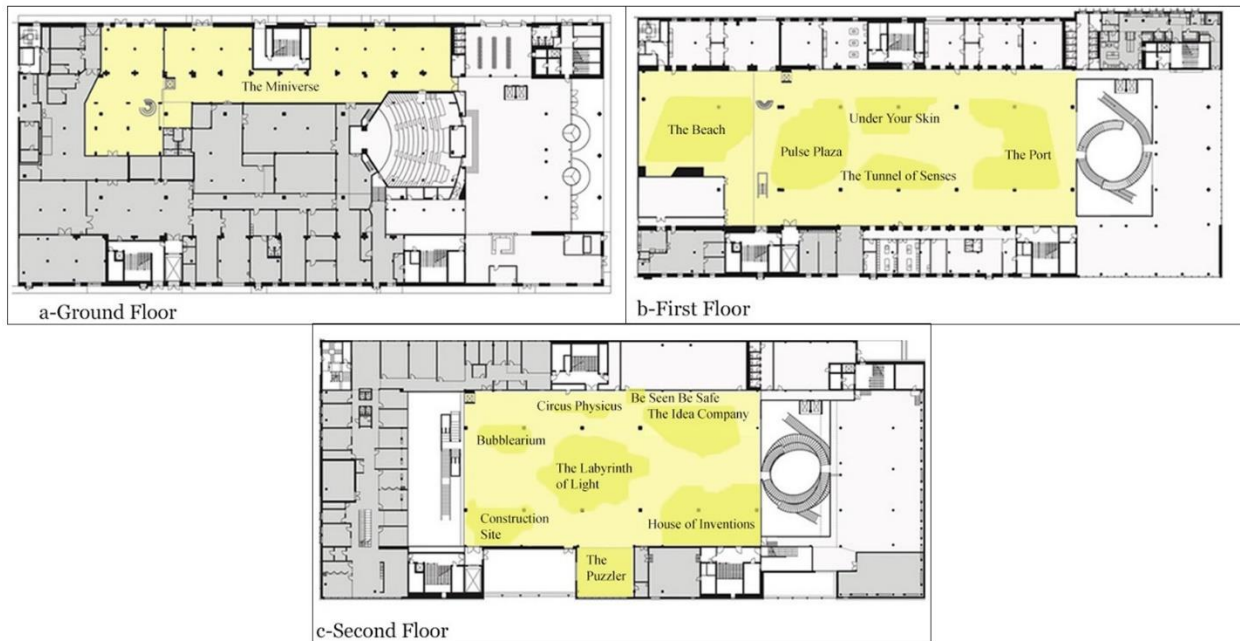 The Miniverse
a-Ground Floor
The Beach
Under Your Skin
Pulse Plaza
The Port
The Tunnel of Senses
b-First Floor
Be Seen Be Safe
Circus Physicus
The Idea Company
Bubblearium
The Labyrinth
of Light
Construction
Site
House of Inventions
The
Puzzler
c-Second Floor